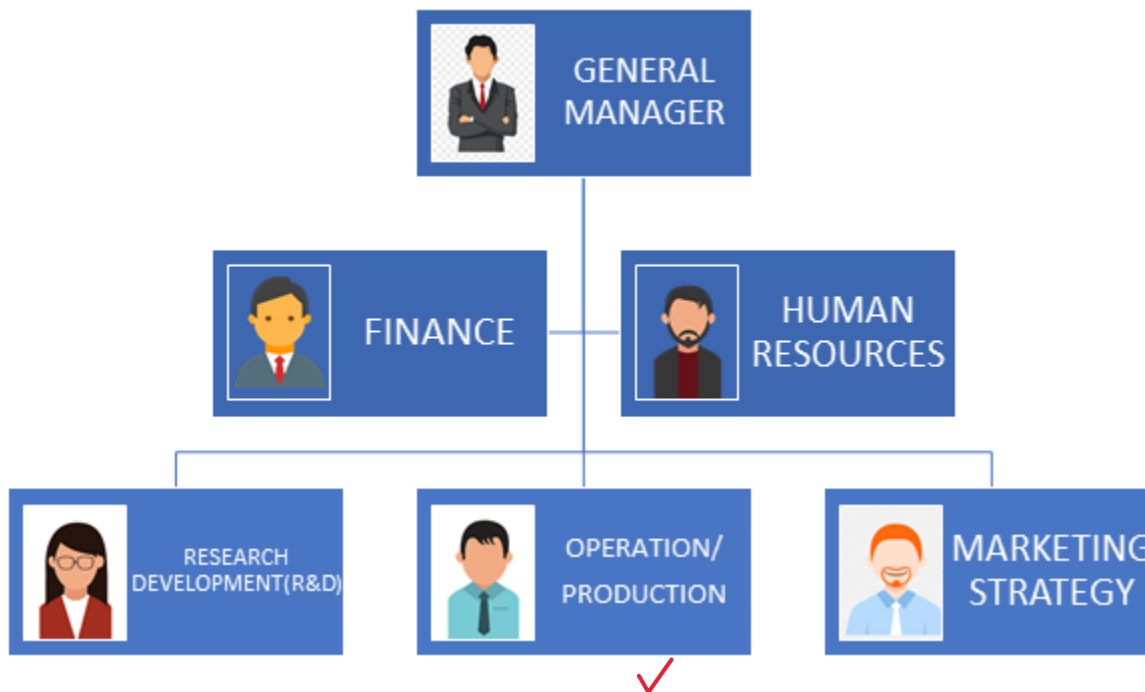 GENERAL
MANAGER
FINANCE
HUMAN
RESOURCES
RESEARCH
DEVELOPMENT(R&D)
OPERATION/
PRODUCTION
MARKETING
STRATEGY